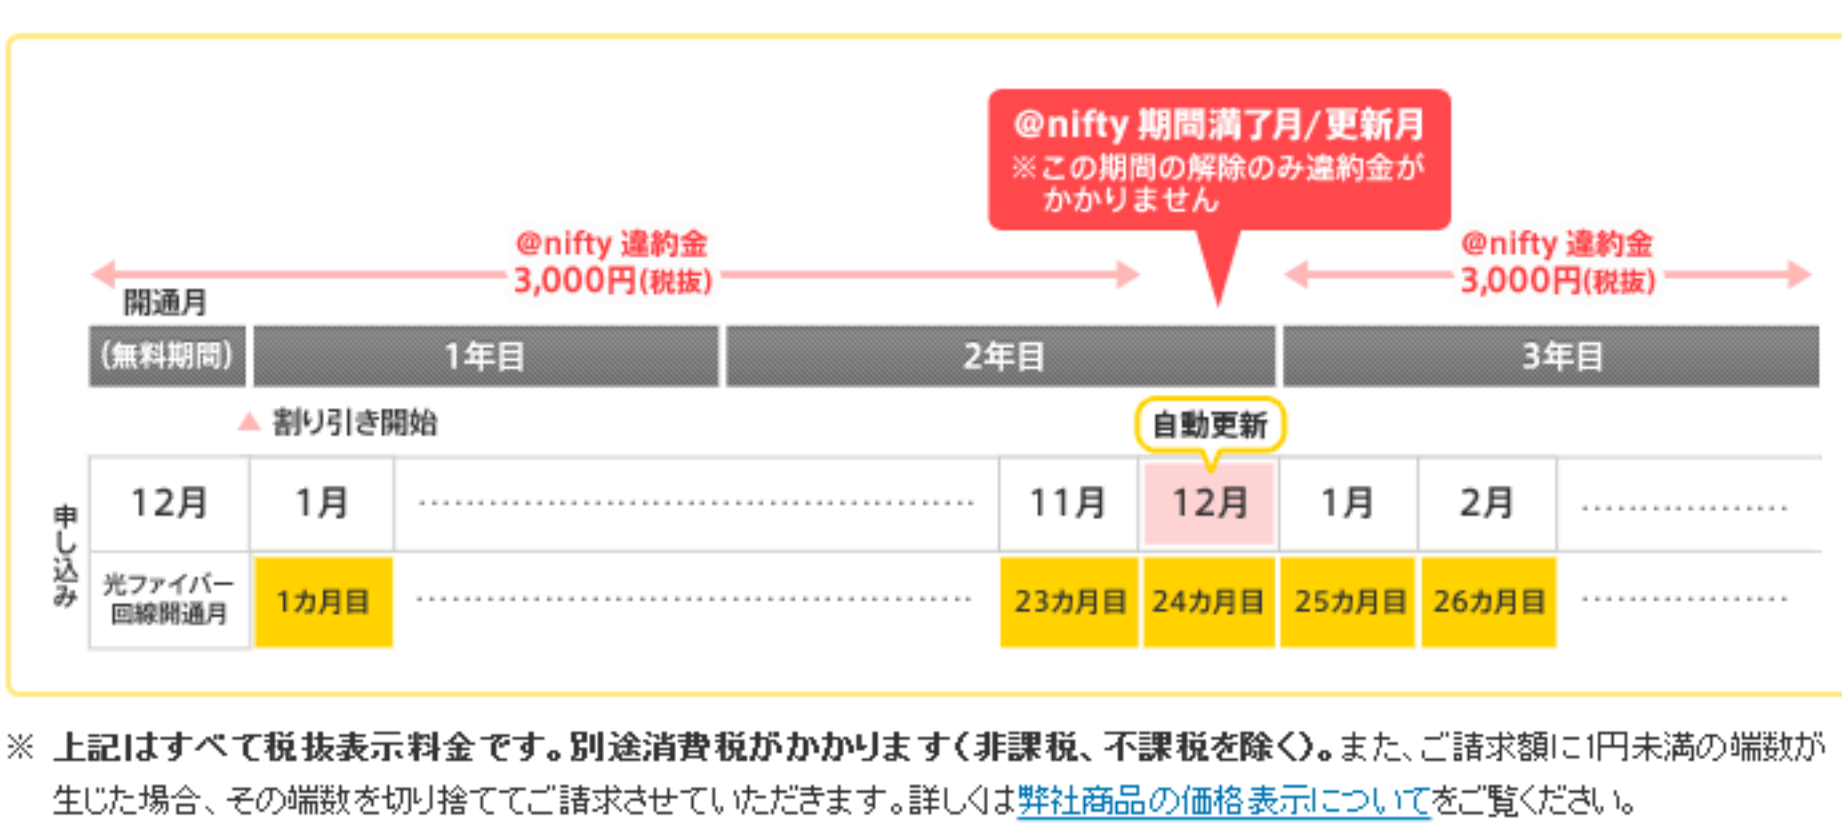 @nifty 期間満了月/更新月
※この期間の解除のみ違約金が
かかりません
@nifty 違約金
3,000円(税抜)
@nifty 違約金
3,000円(税抜)
開通月
(無料期間)
1年目
2年目
3年目
割り引き開始
自動更新
申し込み
12月
1月
11月
12月
1月
2月
光ファイバー
回線開通月
1カ月目
23カ月目
24カ月目
25カ月目
26カ月目
※ 上記はすべて税抜表示料金です。別途消費税がかかります(非課税、不課税を除く)。また、ご請求額に1円未満の端数が
生じた場合、その端数を切り捨ててご請求させていただきます。詳しくは弊社商品の価格表示についてをご覧ください。